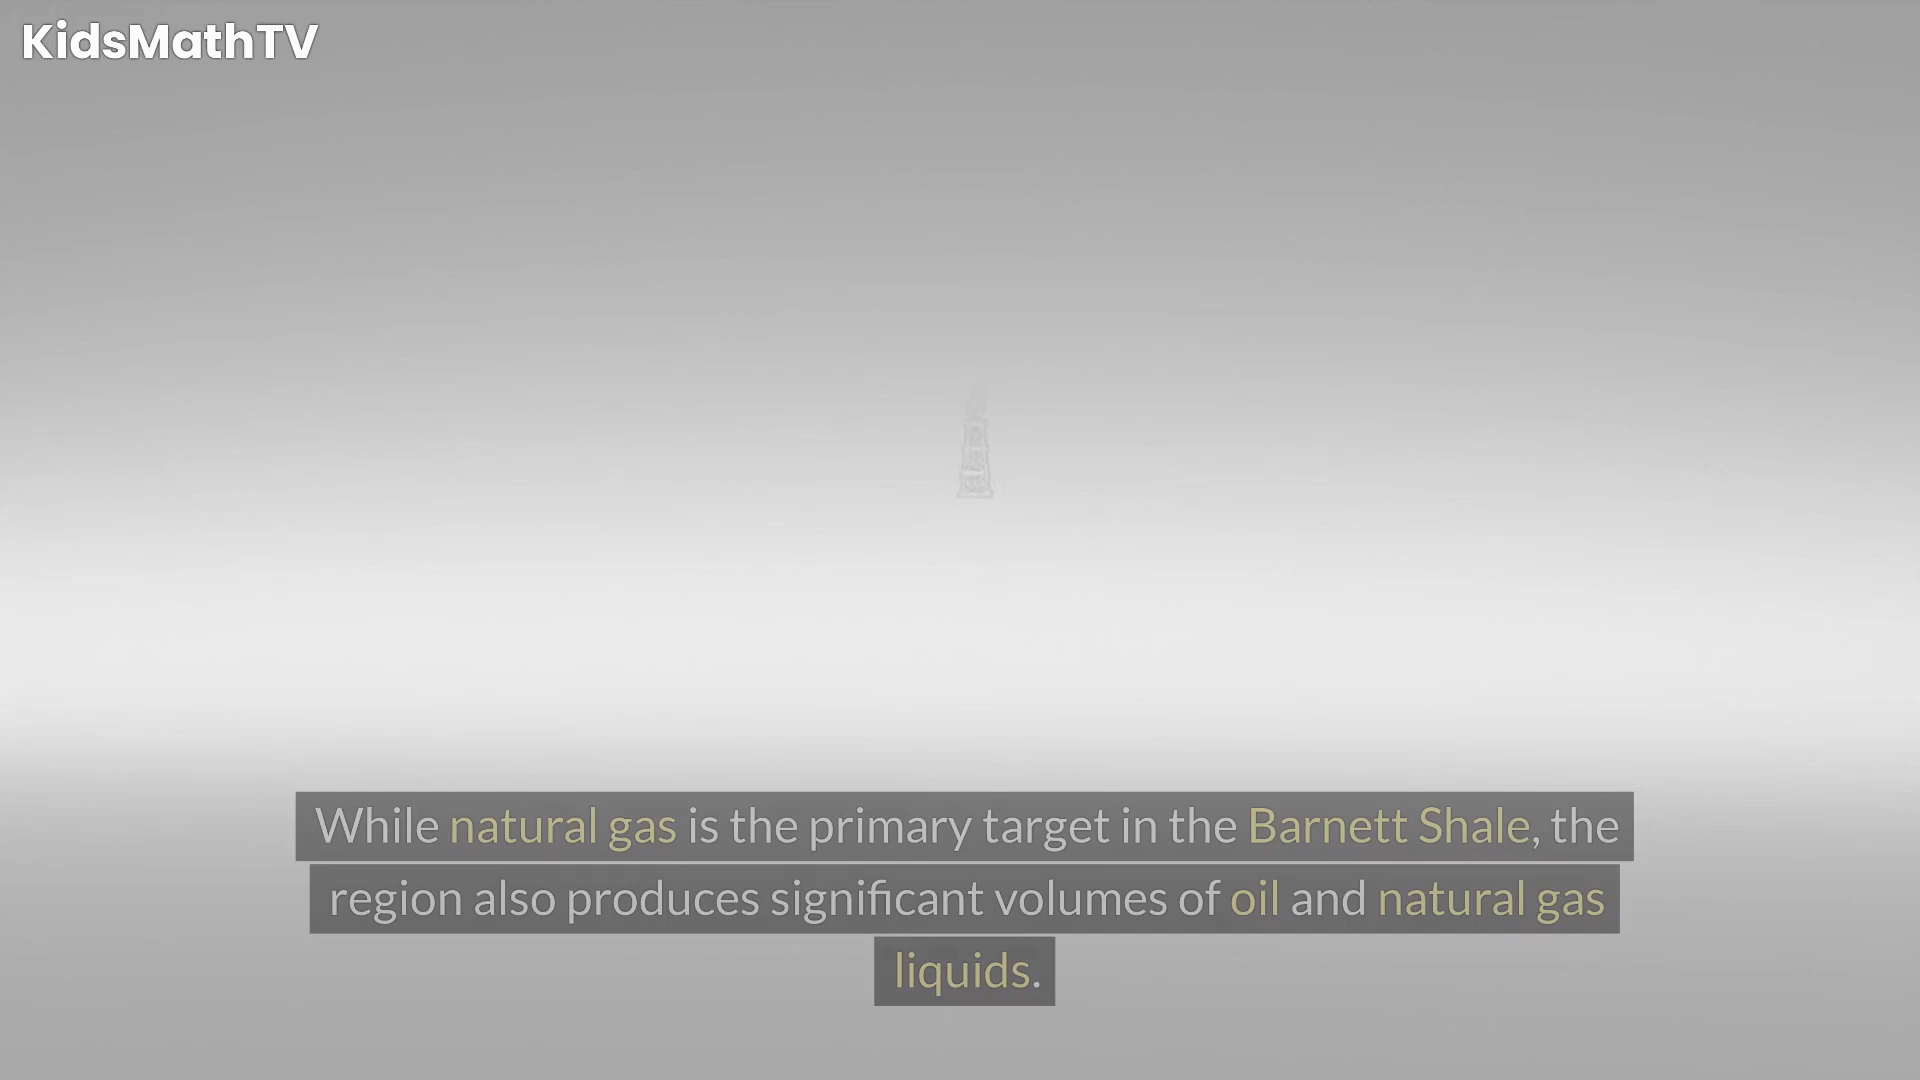 KidsMathTV
While natural gas is the primary target in the Barnett Shale, the
region also produces significant volumes of oil and natural gas
liquids.